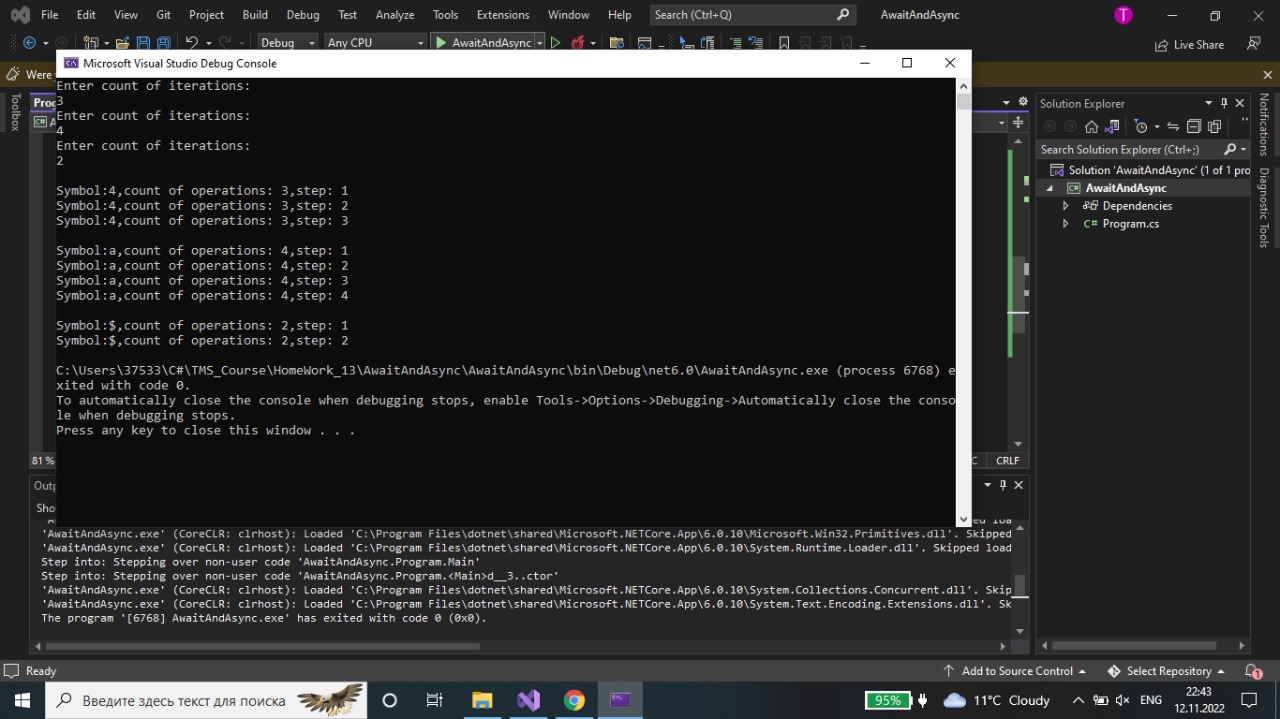 File Edit View Git Project Build Debug Test Analyze Tools Extensions Window Help Search (Ctrl+Q) AwaitAndAsync T
Debug Any CPU AwaitAndAsync Live Share
Microsoft Visual Studio Debug Console
Were
Toolbox
Enter count of iterations:
3
Enter count of iterations:
4
Enter count of iterations:
2
Symbol:4,count of operations: 3,step: 1
Symbol:4,count of operations: 3,step: 2
Symbol:4,count of operations: 3,step: 3
Symbol:a,count of operations: 4,step: 1
Symbol:a,count of operations: 4,step: 2
Symbol:a,count of operations: 4,step: 3
Symbol:a,count of operations: 4,step: 4
Symbol:$,count of operations: 2,step: 1
Symbol:$,count of operations: 2,step: 2
C:\Users\37533\C#\TMS_Course\HomeWork_13\AwaitAndAsync\AwaitAndAsync\bin\Debug\net6.0\AwaitAndAsync.exe (process 6768) e
xited with code 0.
To automatically close the console when debugging stops, enable Tools->Options->Debugging->Automatically close the conso
le when debugging stops.
Press any key to close this window . . .
Solution Explorer
Search Solution Explorer (Ctrl+;)
Solution 'AwaitAndAsync' (1 of 1 pro
AwaitAndAsync
Dependencies
C# Program.cs
Notifications
Diagnostic Tools
81 % CRLF
'AwaitAndAsync.exe' (CoreCLR: clrhost): Loaded 'C:\Program Files\dotnet\shared\Microsoft.NETCore.App\6.0.10\Microsoft.Win32.Primitives.dll'. Skipped
'AwaitAndAsync.exe' (CoreCLR: clrhost): Loaded 'C:\Program Files\dotnet\shared\Microsoft.NETCore.App\6.0.10\System.Runtime.Loader.dll'. Skipped load
Step into: Stepping over non-user code 'AwaitAndAsync.Program.Main'
Step into: Stepping over non-user code 'AwaitAndAsync.Program.<Main>d__3..ctor'
'AwaitAndAsync.exe' (CoreCLR: clrhost): Loaded 'C:\Program Files\dotnet\shared\Microsoft.NETCore.App\6.0.10\System.Collections.Concurrent.dll'. Skip
'AwaitAndAsync.exe' (CoreCLR: clrhost): Loaded 'C:\Program Files\dotnet\shared\Microsoft.NETCore.App\6.0.10\System.Text.Encoding.Extensions.dll'. Sk
The program '[6768] AwaitAndAsync.exe' has exited with code 0 (0x0).
Ready Add to Source Control Select Repository 1
Введите здесь текст для поиска 95% 11°C Cloudy ENG 22:43
12.11.2022